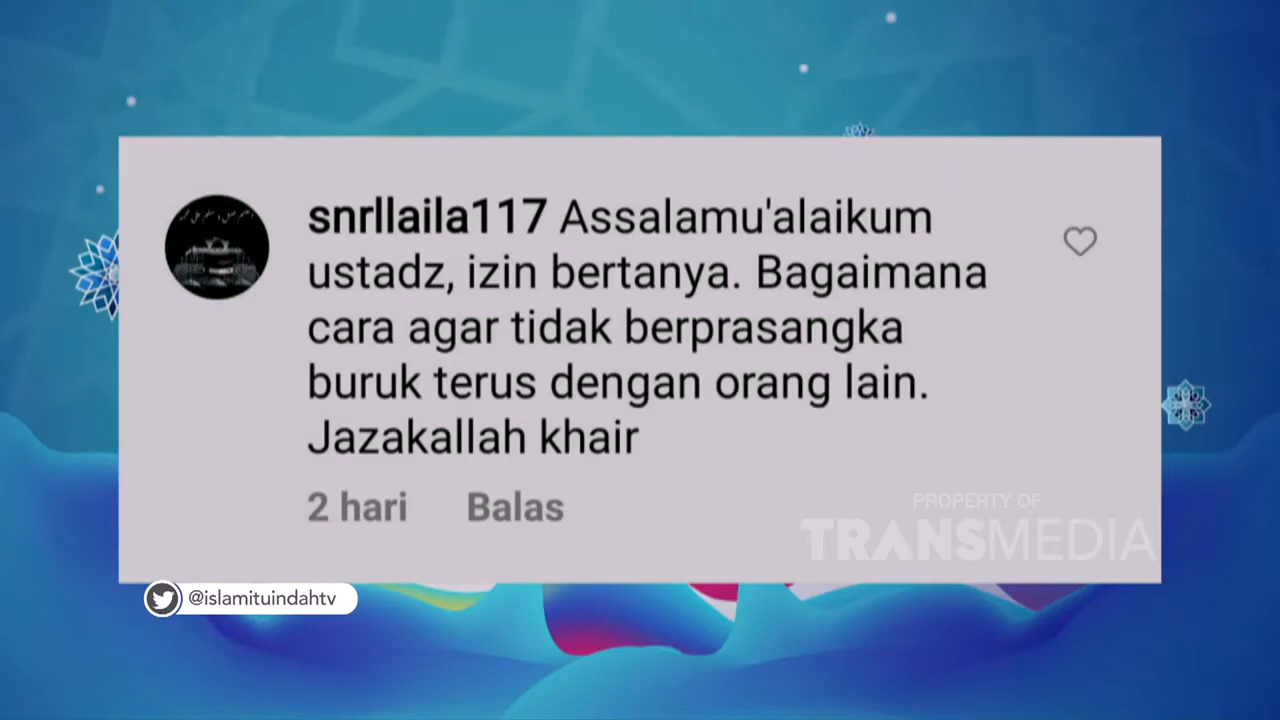 snrllaila117 Assalamu'alaikum
ustadz, izin bertanya. Bagaimana
cara agar tidak berprasangka
buruk terus dengan orang lain.
Jazakallah khair
2 hari Balas
PROPERTY OF
TRANSMEDIA
@islamituindahtv